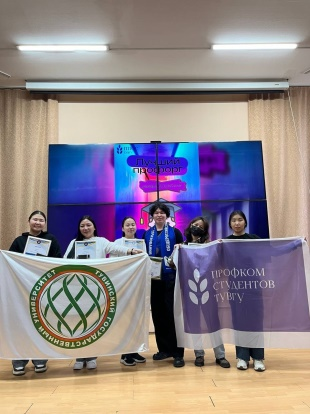 Лучший
профорг
ТУВИНСКИЙ ГОСУДАРСТВЕННЫЙ УНИВЕРСИТЕТ
ПРОФКОМ
СТУДЕНТОВ
ТУВГУ